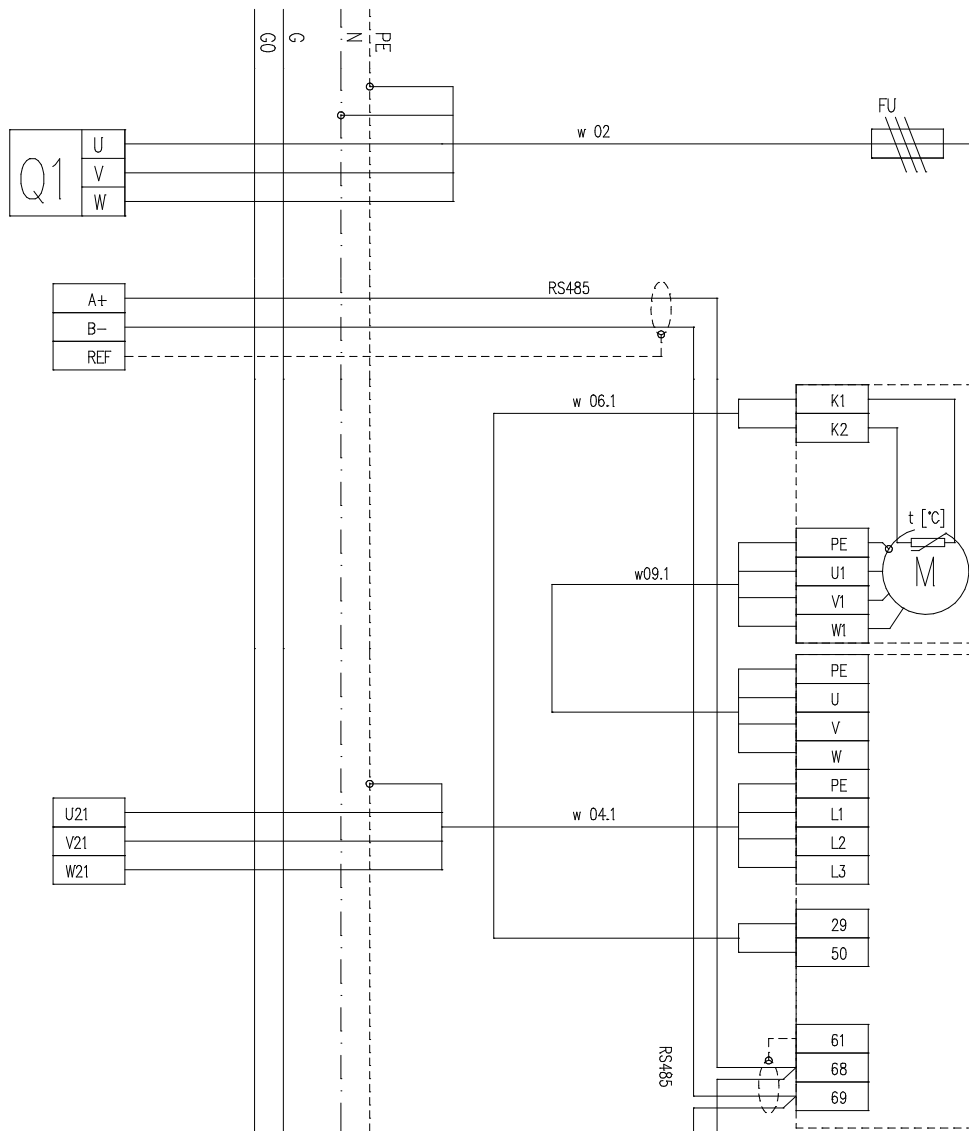 G0
G
N
PE
FU
w 02
Q1
U
V
W
A+
B-
REF
RS485
w 06.1
K1
K2
t [°C]
M
PE
U1
V1
W1
w09.1
PE
U
V
W
PE
L1
L2
L3
U21
V21
W21
w 04.1
29
50
RS485
61
68
69